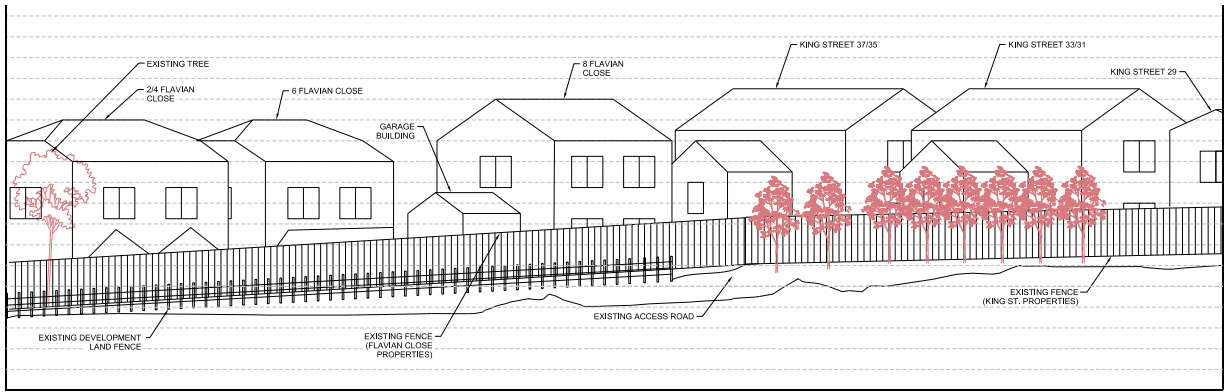 KING STREET 37/35
KING STREET 33/31
EXISTING TREE
8 FLAVIAN
CLOSE
KING STREET 29
2/4 FLAVIAN
CLOSE
6 FLAVIAN CLOSE
GARAGE
BUILDING
EXISTING DEVELOPMENT
LAND FENCE
EXISTING FENCE
(FLAVIAN CLOSE
PROPERTIES)
EXISTING ACCESS ROAD
EXISTING FENCE
(KING ST. PROPERTIES)